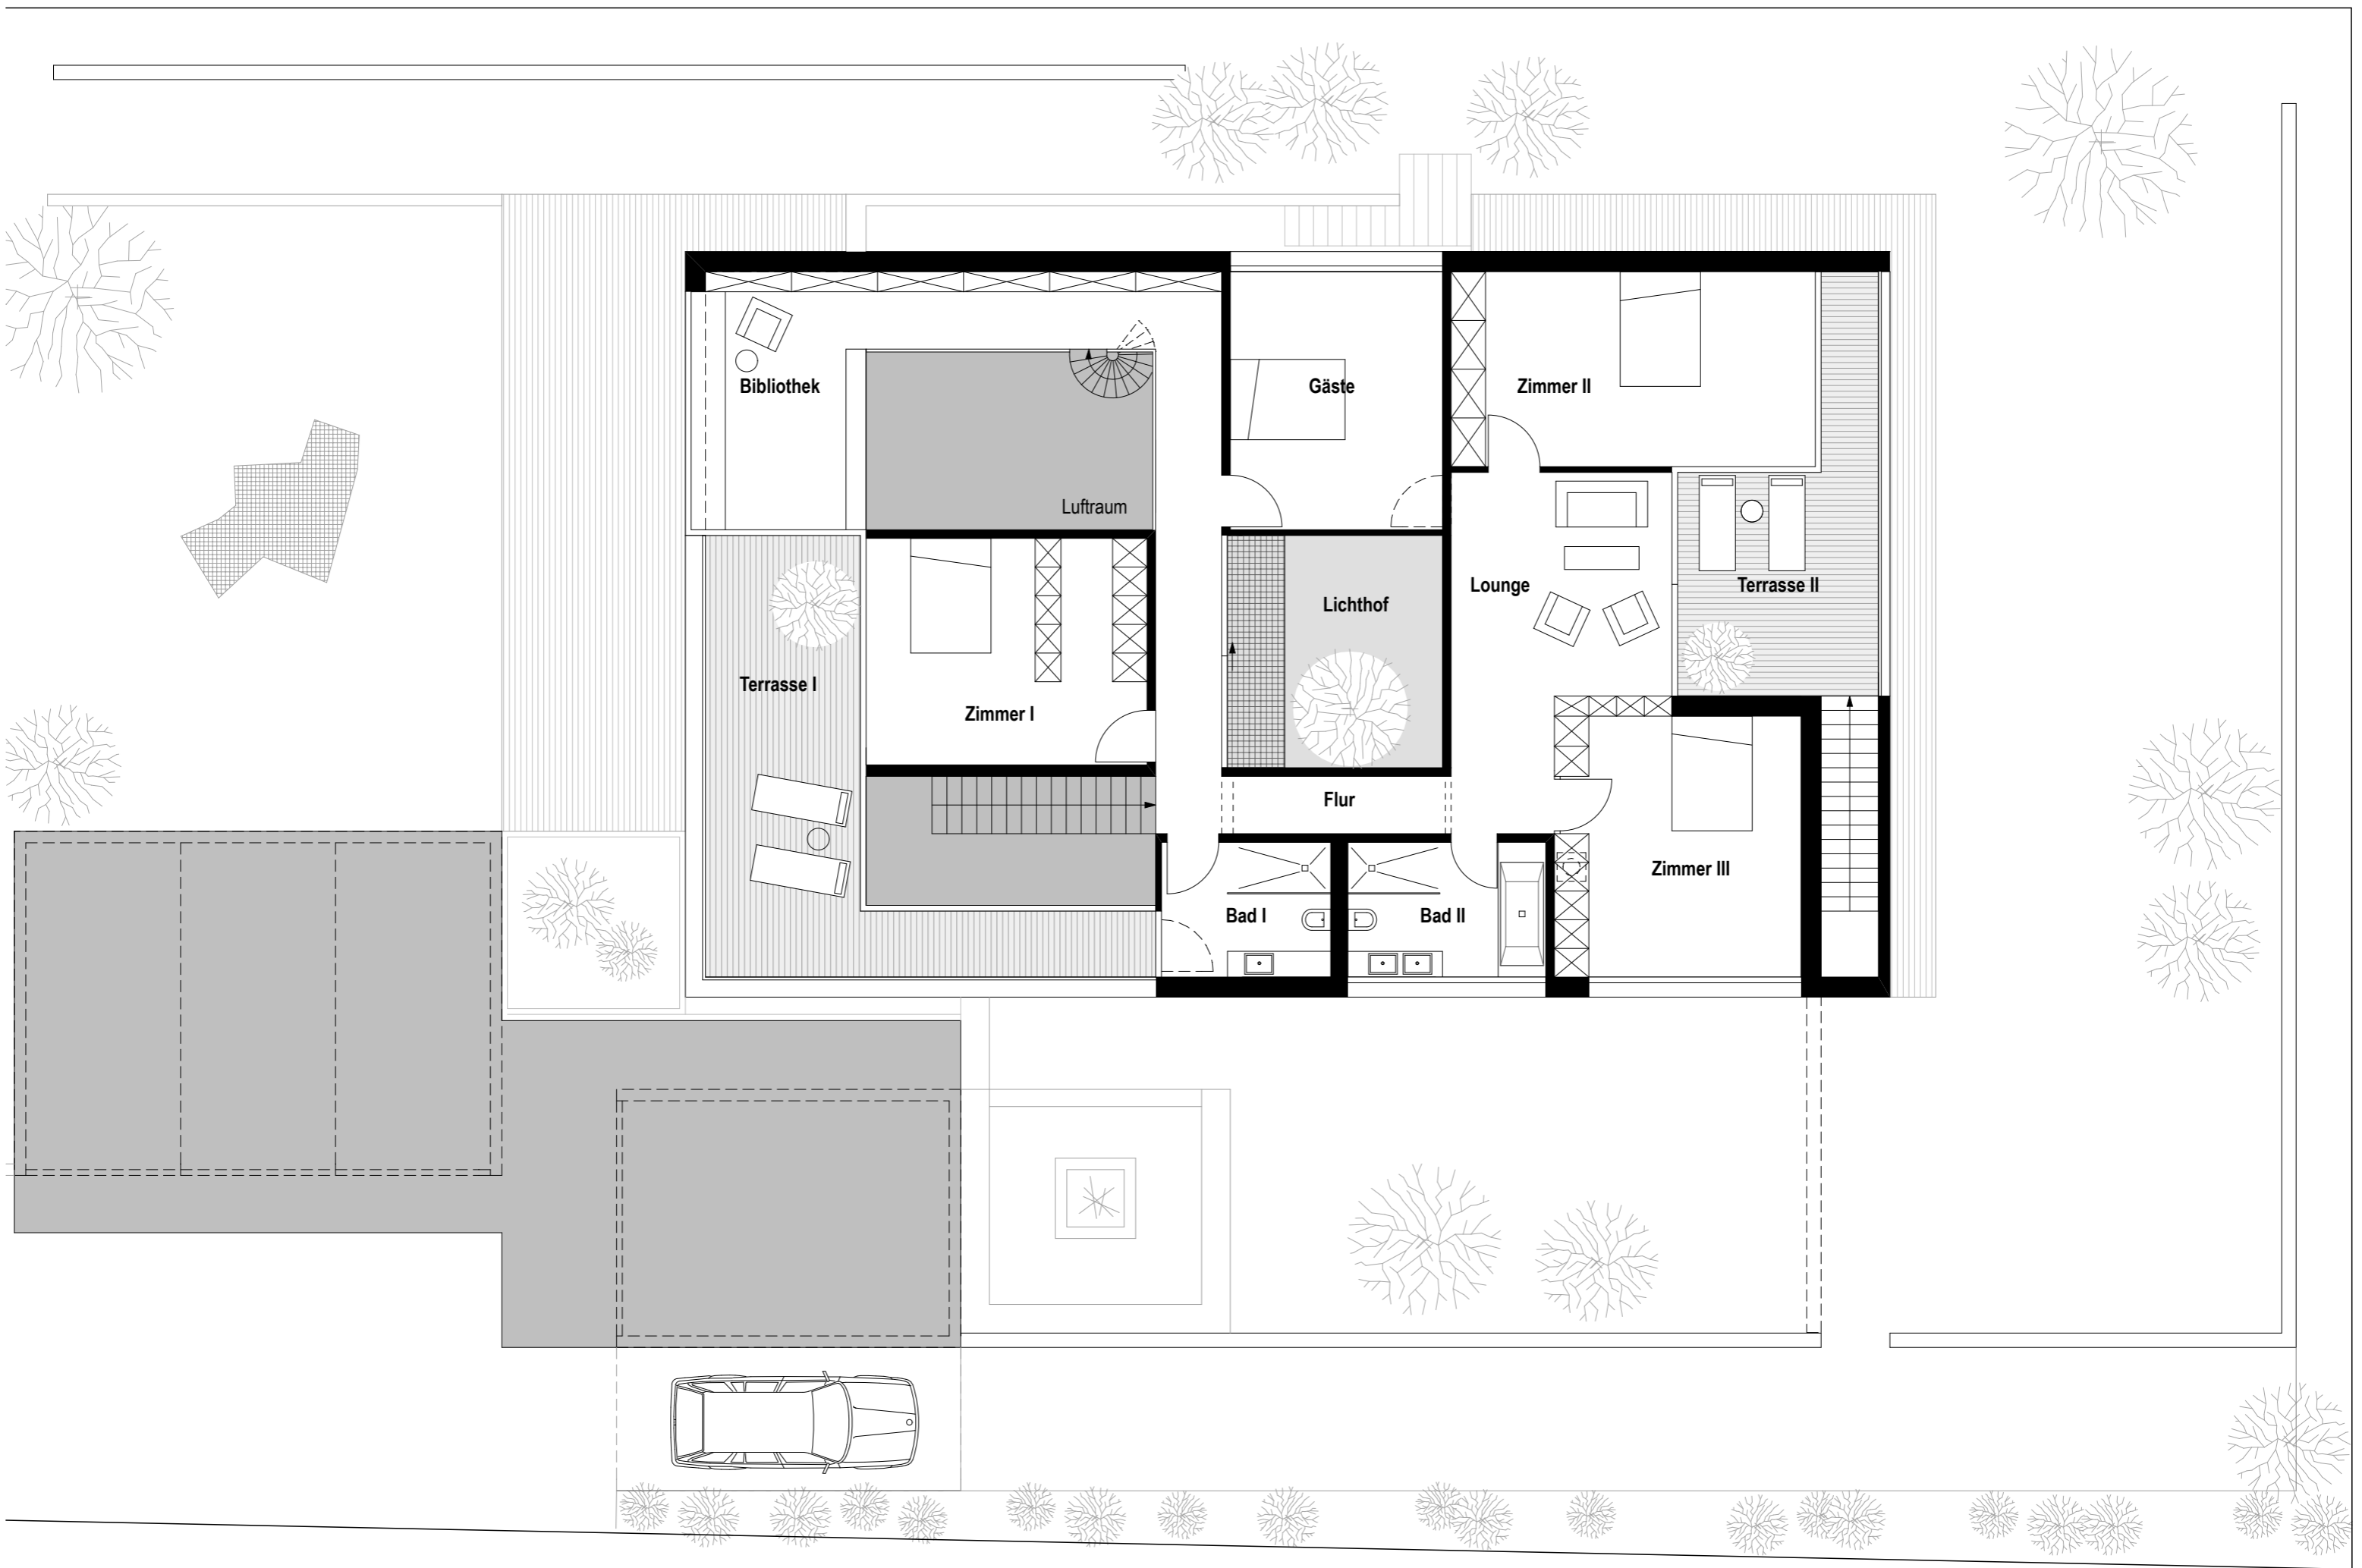 Bibliothek
Gäste
Zimmer II
Luftraum
Lichthof
Lounge
Terrasse II
Terrasse I
Zimmer I
Flur
Zimmer III
Bad I
Bad II